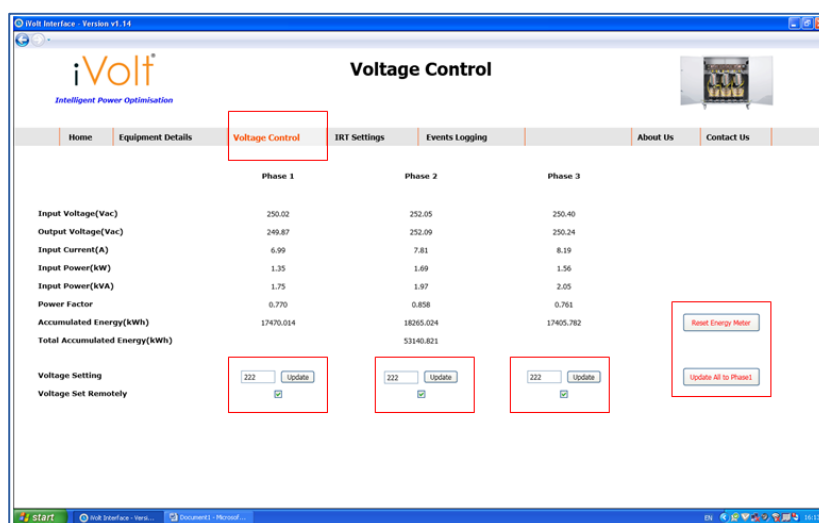 iVolt Interface - Version v1.14
iVolt
Voltage Control
Intelligent Power Optimisation
Home Equipment Details Voltage Control IRT Settings Events Logging About Us Contact Us
Phase 1 Phase 2 Phase 3
Input Voltage(Vac) 250.02 252.05 250.40
Output Voltage(Vac) 249.87 252.09 250.24
Input Current(A) 6.99 7.81 8.19
Input Power(kW) 1.35 1.69 1.56
Input Power(kVA) 1.75 1.97 2.05
Power Factor 0.770 0.858 0.761
Accumulated Energy(kWh) 17470.014 18265.024 17405.782 Reset Energy Meter
Total Accumulated Energy(kWh) 53140.821
Voltage Setting 222 Update 222 Update 222 Update Update All to Phase1
Voltage Set Remotely
start iVolt Interface - Versi... Document1 - Microsof... EN